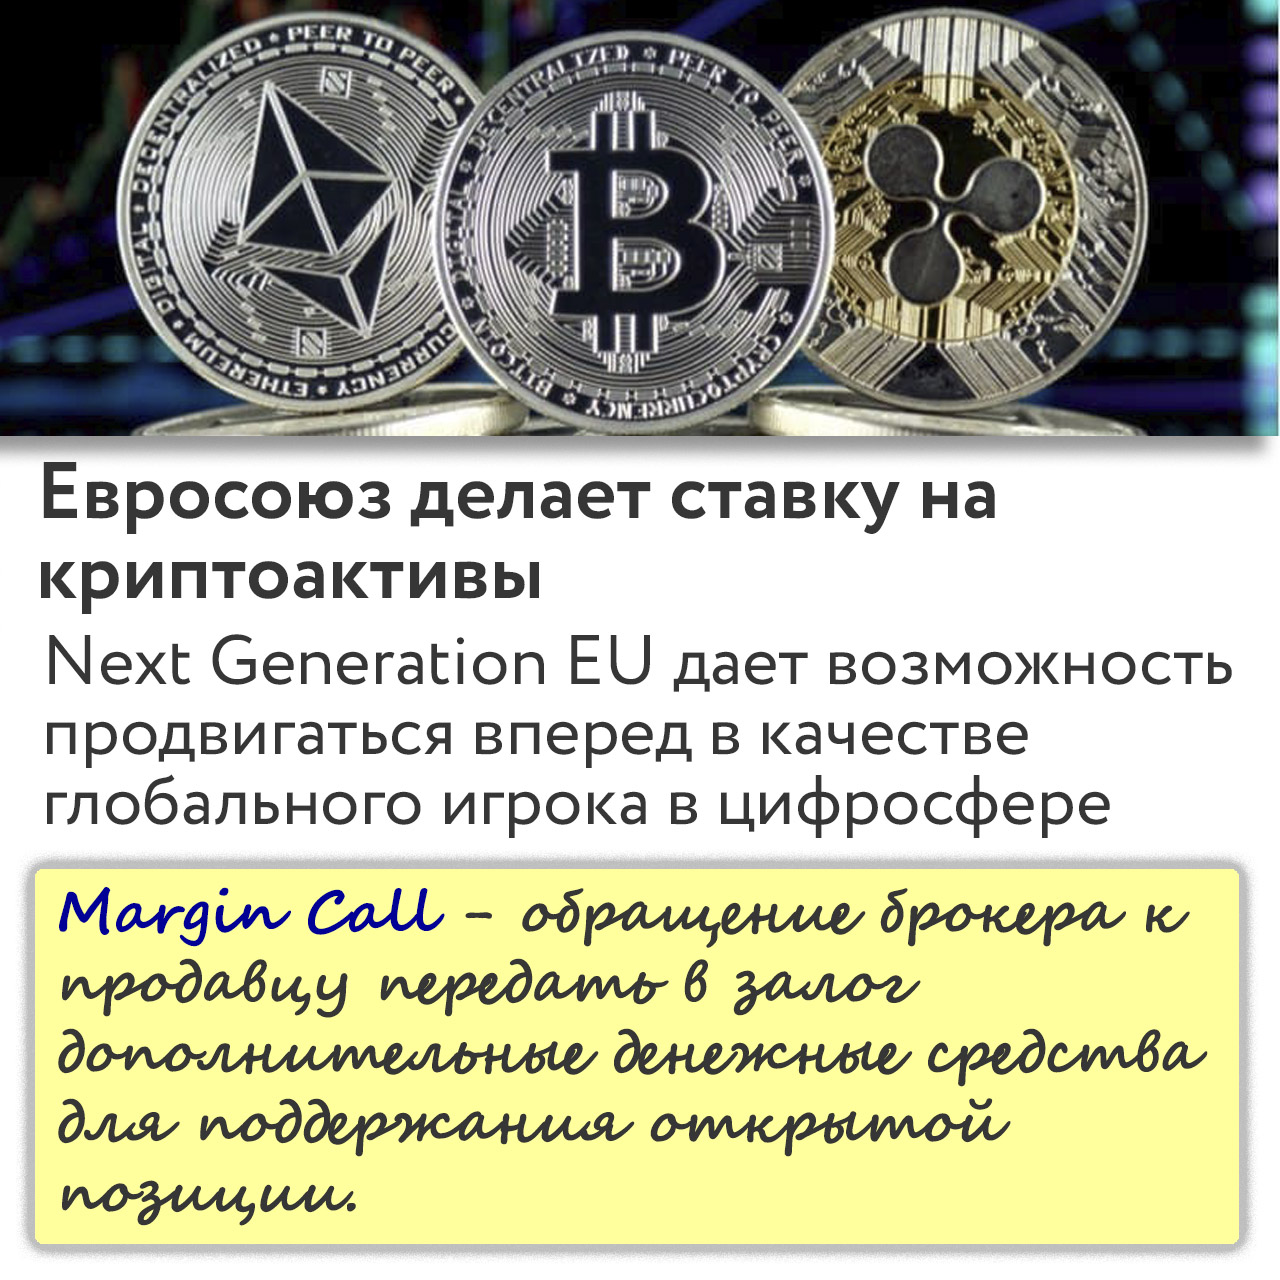 DIGITAL • DECENTRALIZED • PEER TO PEER •
ETHEREUM • DIGITAL
CURRENCY •
DIGITAL • DECENTRALIZED PEER TO PEER
BITCOIN CRYPTOCURRENCY
Евросоюз делает ставку на
криптоактивы
Next Generation EU дает возможность
продвигаться вперед в качестве
глобального игрока в цифросфере
Margin Call – обращение брокера к
продавцу передать в залог
дополнительные денежные средства
для поддержания открытой
позиции.